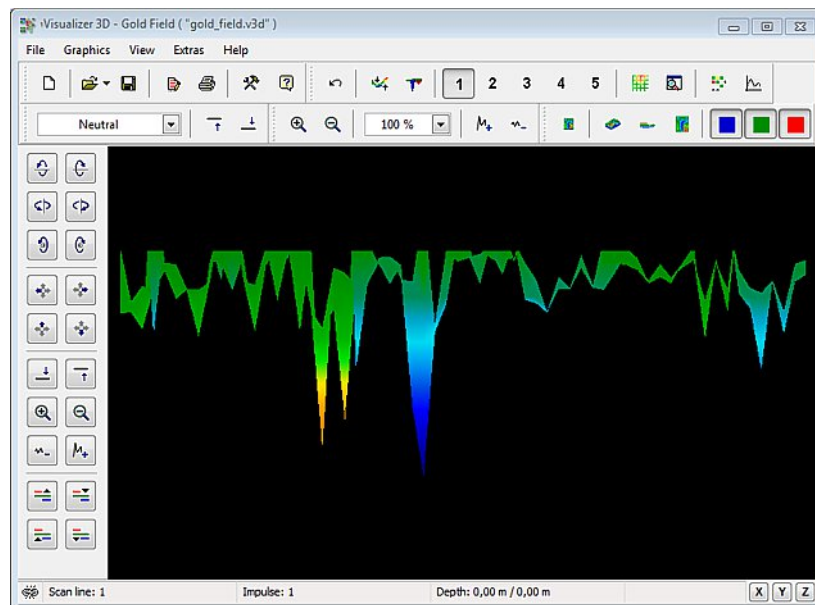 Visualizer 3D - Gold Field ( "gold_field.v3d" )
File Graphics View Extras Help
1 2 3 4 5
Neutral 100 %
Scan line: 1 Impulse: 1 Depth: 0,00 m / 0,00 m X Y Z